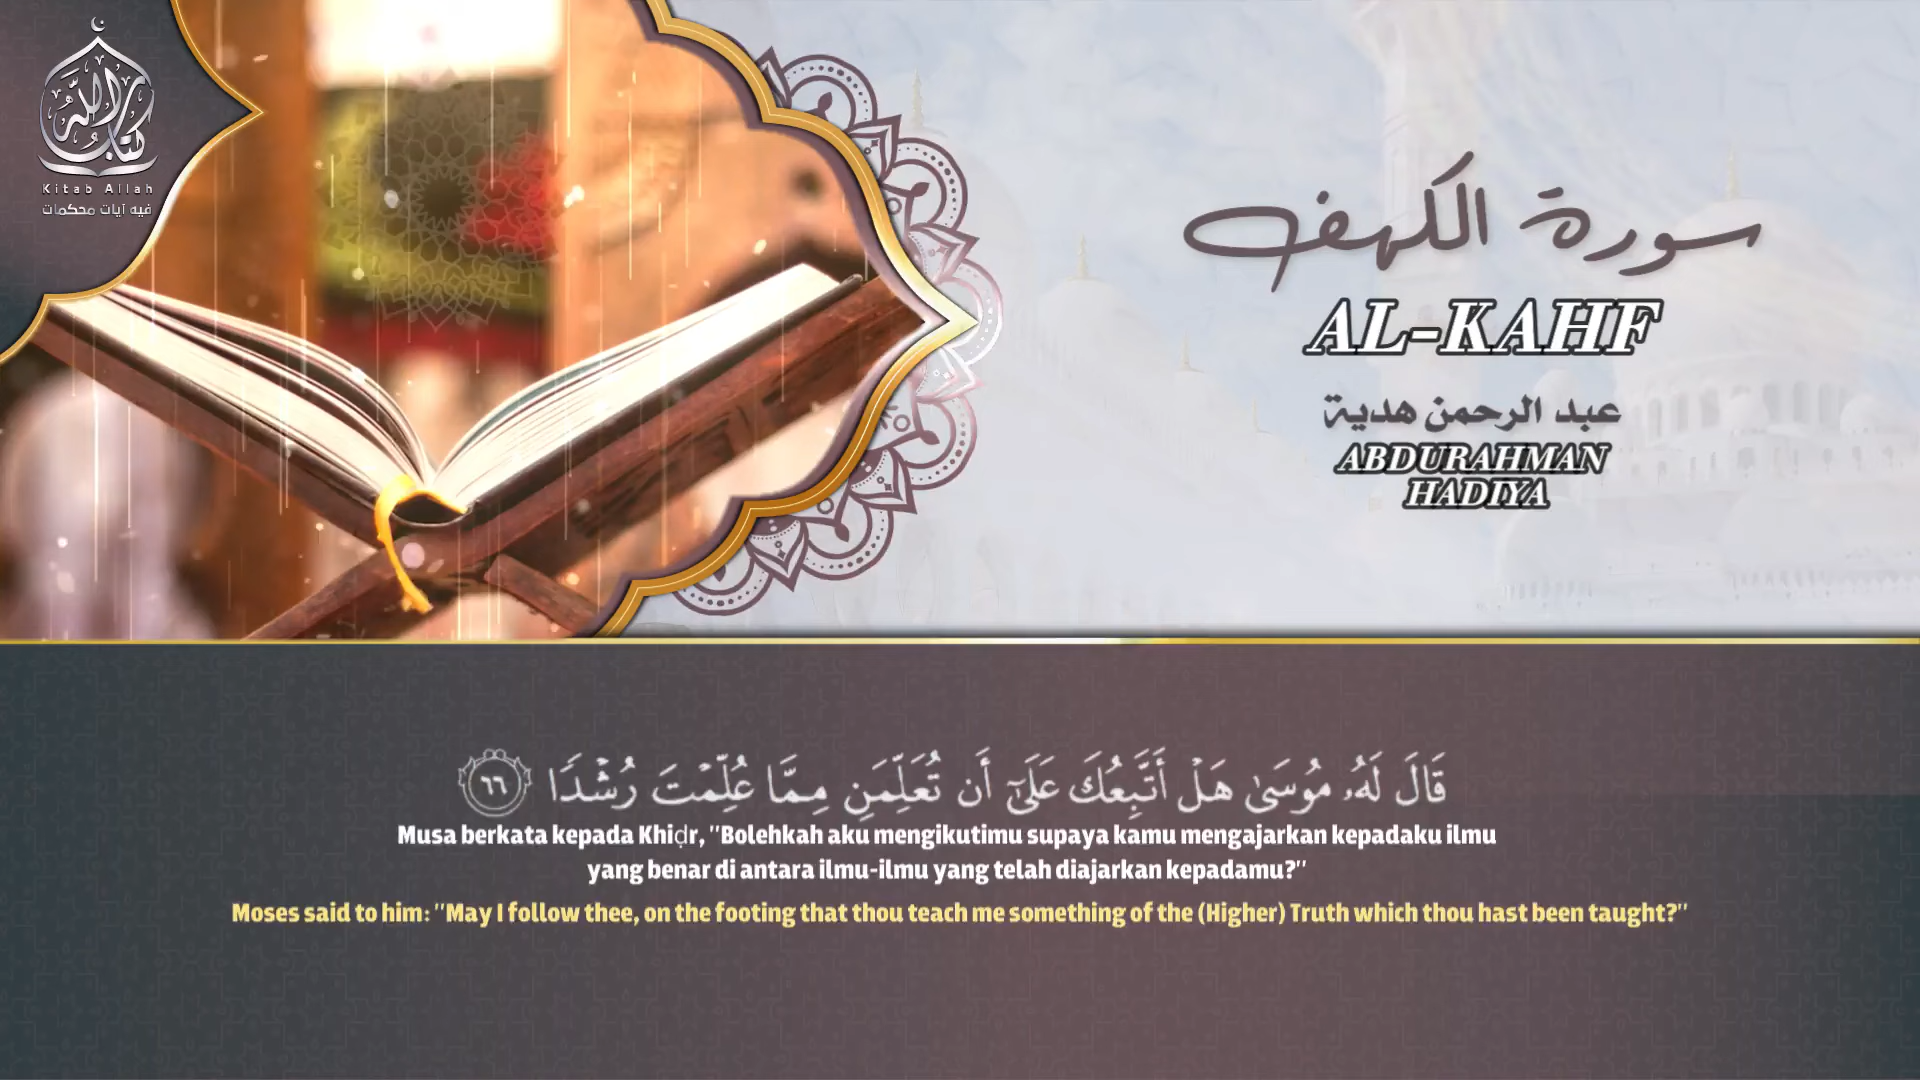 كتاب الله
Kitab Allah
فيه آيات محكمات
سورة الكهف
AL-KAHF
عبد الرحمن هدية
ABDURAHMAN
HADIYA
قَالَ لَهُۥ مُوسَىٰ هَلْ أَتَّبِعُكَ عَلَىٰٓ أَن تُعَلِّمَنِ مِمَّا عُلِّمْتَ رُشْدًا ٦٦
Musa berkata kepada Khiḍr, "Bolehkah aku mengikutimu supaya kamu mengajarkan kepadaku ilmu
yang benar di antara ilmu-ilmu yang telah diajarkan kepadamu?"
Moses said to him: "May I follow thee, on the footing that thou teach me something of the (Higher) Truth which thou hast been taught?"